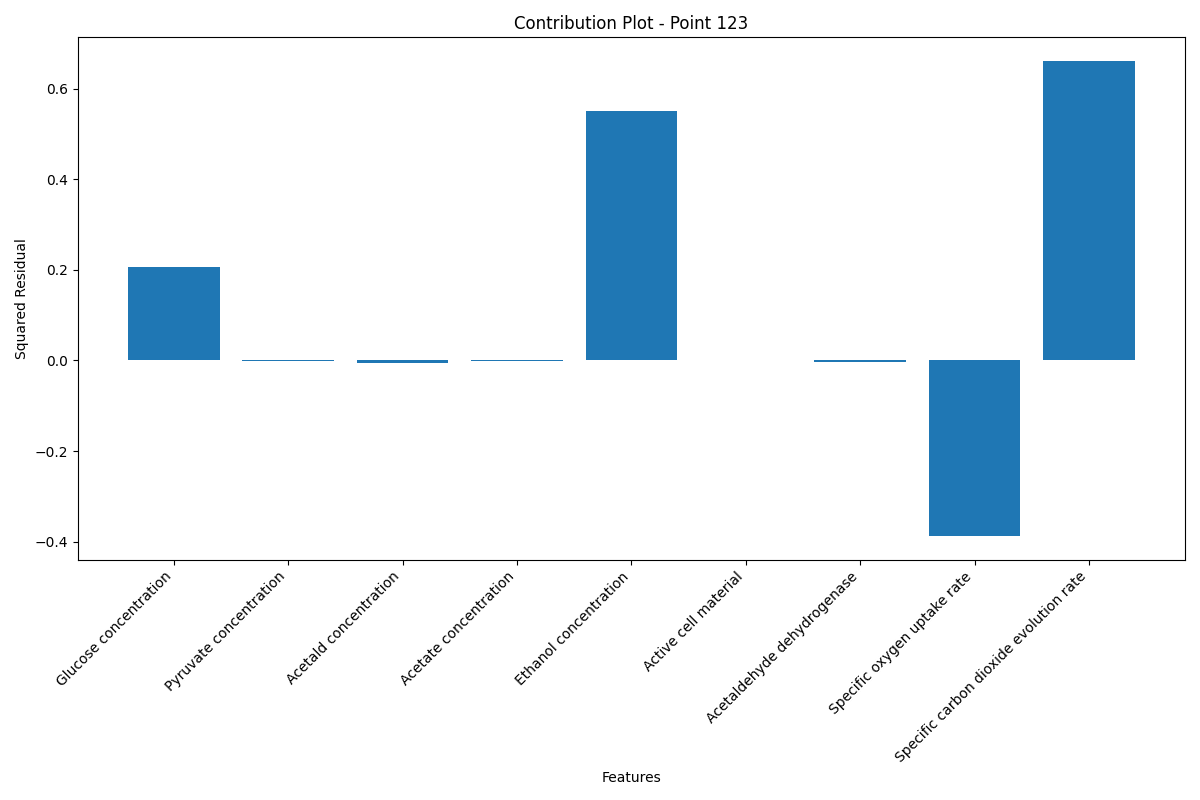 Contribution Plot - Point 123
Squared Residual
0.6
0.4
0.2
0.0
−0.2
−0.4
Glucose concentration
Pyruvate concentration
Acetald concentration
Acetate concentration
Ethanol concentration
Active cell material
Acetaldehyde dehydrogenase
Specific oxygen uptake rate
Specific carbon dioxide evolution rate
Features